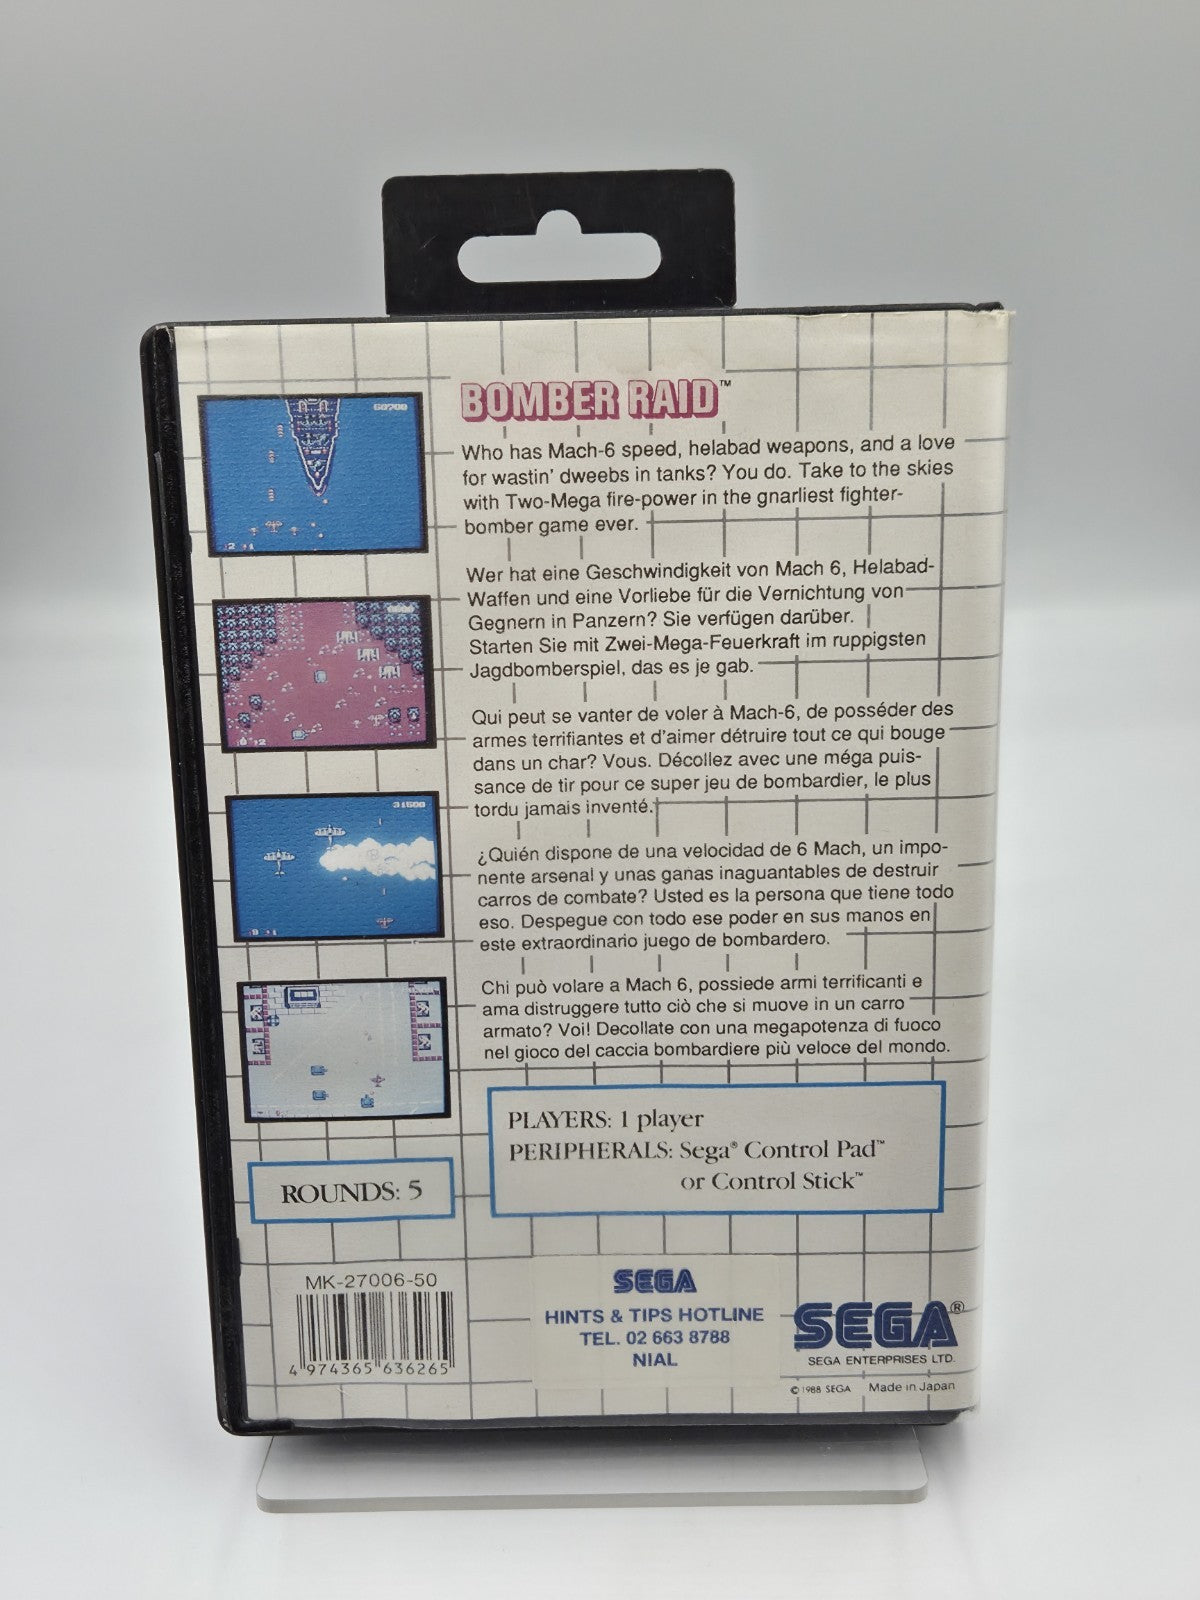 BOMBER RAID™
Who has Mach-6 speed, helabad weapons, and a love
for wastin' dweebs in tanks? You do. Take to the skies
with Two-Mega fire-power in the gnarliest fighter-
bomber game ever.
Wer hat eine Geschwindigkeit von Mach 6, Helabad-
Waffen und eine Vorliebe für die Vernichtung von
Gegnern in Panzern? Sie verfügen darüber.
Starten Sie mit Zwei-Mega-Feuerkraft im ruppigsten
Jagdbomberspiel, das es je gab.
Qui peut se vanter de voler à Mach-6, de posséder des
armes terrifiantes et d'aimer détruire tout ce qui bouge
dans un char? Vous. Décollez avec une méga puis-
sance de tir pour ce super jeu de bombardier, le plus
tordu jamais inventé.
¿Quién dispone de una velocidad de 6 Mach, un impo-
nente arsenal y unas ganas inaguantables de destruir
carros de combate? Usted es la persona que tiene todo
eso. Despegue con todo ese poder en sus manos en
este extraordinario juego de bombardero.
Chi può volare a Mach 6, possiede armi terrificanti e
ama distruggere tutto ciò che si muove in un carro
armato? Voi! Decollate con una megapotenza di fuoco
nel gioco del caccia bombardiere più veloce del mondo.
PLAYERS: 1 player
PERIPHERALS: Sega® Control Pad™
or Control Stick™
60700
31500
ROUNDS: 5
MK-27006-50
4 974365 636265
SEGA
HINTS & TIPS HOTLINE
TEL. 02 663 8788
NIAL
SEGA®
SEGA ENTERPRISES LTD.
© 1988 SEGA Made in Japan